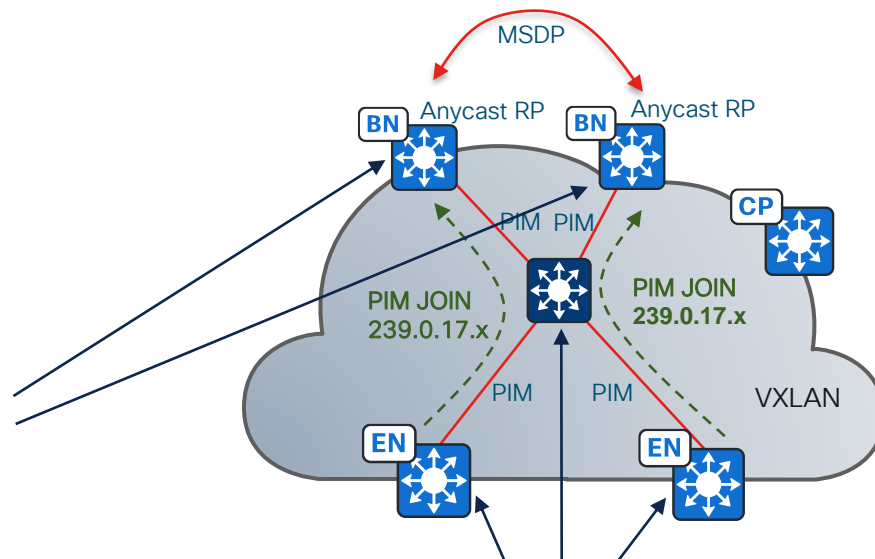 MSDP
Anycast RP
Anycast RP
BN
BN
CP
PIM
PIM
PIM JOIN
239.0.17.x
PIM JOIN
239.0.17.x
PIM
PIM
VXLAN
EN
EN